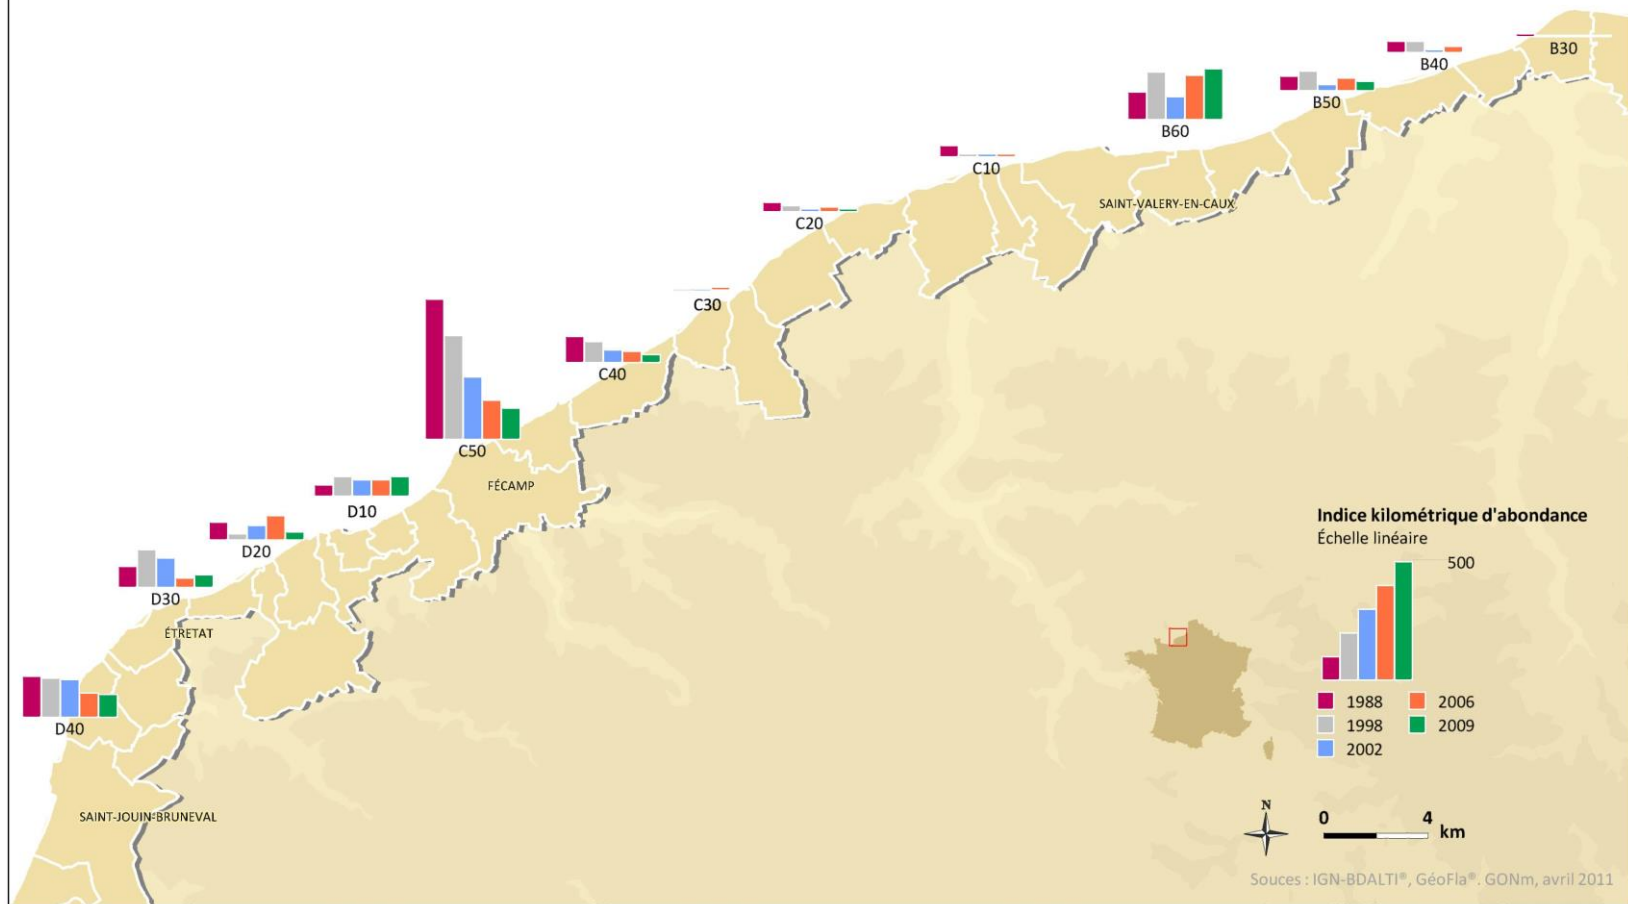 B30
B40
B50
B60
C10
SAINT-VALERY-EN-CAUX
C20
C30
C40
C50
FÉCAMP
D10
D20
D30
ÉTRETAT
D40
SAINT-JOUIN-BRUNEVAL
Indice kilométrique d'abondance
Échelle linéaire
500
1988 2006
1998 2009
2002
N
0 4
km
Souces : IGN-BDALTI®, GéoFla®. GONm, avril 2011